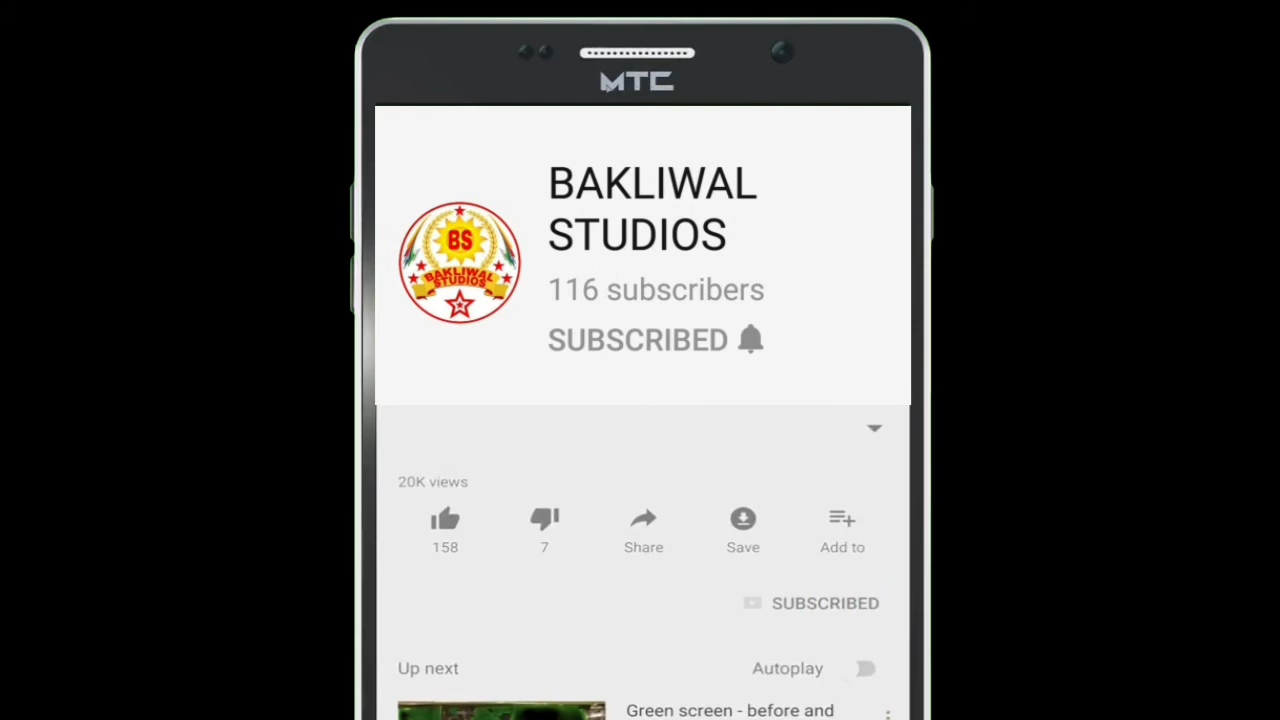 MTC
BAKLIWAL
STUDIOS
BS
BAKLIWAL
STUDIOS
116 subscribers
SUBSCRIBED
20K views
158
7
Share
Save
Add to
SUBSCRIBED
Up next
Autoplay
Green screen - before and